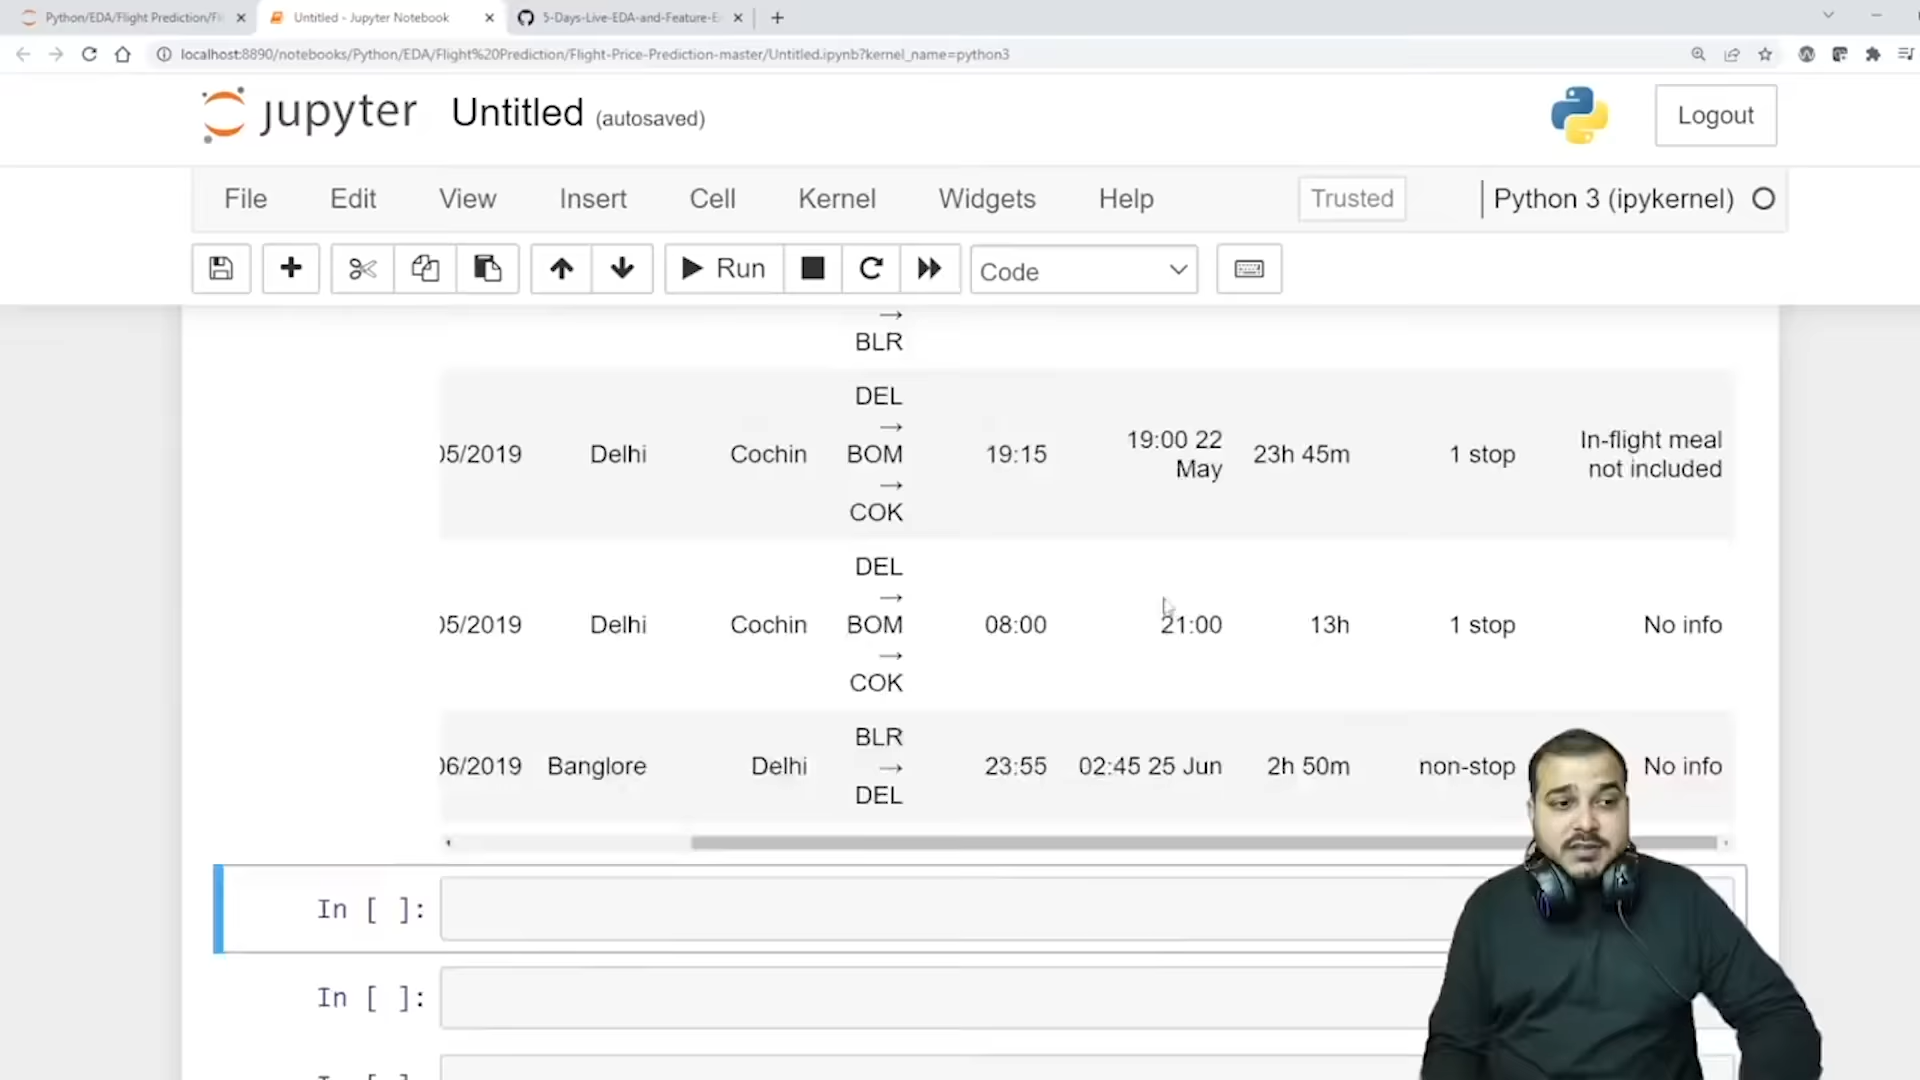 Python/EDA/Flight Prediction/Fl
Untitled - Jupyter Notebook
5-Days-Live-EDA-and-Feature-E
localhost:8890/notebooks/Python/EDA/Flight%20Prediction/Flight-Price-Prediction-master/Untitled.ipynb?kernel_name=python3
jupyter Untitled (autosaved)
Logout
File Edit View Insert Cell Kernel Widgets Help Trusted Python 3 (ipykernel)
Run Code
→
BLR
DEL
→
05/2019 Delhi Cochin BOM 19:15 19:00 22 May 23h 45m 1 stop In-flight meal not included
→
COK
DEL
→
05/2019 Delhi Cochin BOM 08:00 21:00 13h 1 stop No info
→
COK
BLR
06/2019 Banglore Delhi → 23:55 02:45 25 Jun 2h 50m non-stop No info
DEL
In [ ]:
In [ ]: